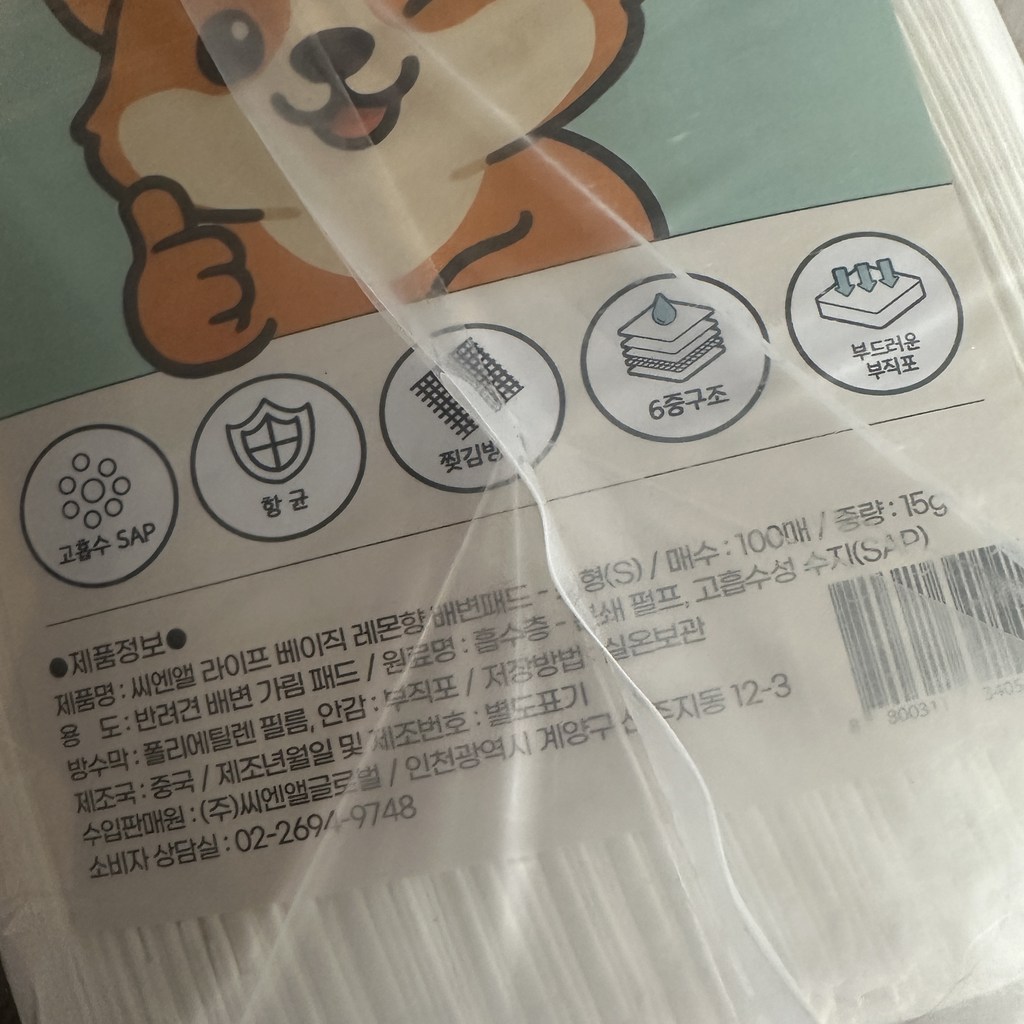 고흡수 SAP
항균
찢김방
6중구조
부드러운
부직포
●제품정보●
제품명 : 씨엔앨 라이프 베이직 레몬향 배변패드 - 형(S) / 매수 : 100매 / 중량 : 15g
용 도 : 반려견 배변 가림 패드 / 원료명 : 흡수층 - 펄프, 고흡수성 수지(SAP)
방수막 : 폴리에틸렌 필름, 안감 : 부직포 / 저장방법 : 실온보관
제조국 : 중국 / 제조년월일 및 제조번호 : 별도표기
수입판매원 : (주)씨엔앨글로벌 / 인천광역시 계양구 12-3
소비자 상담실 : 02-2694-9748